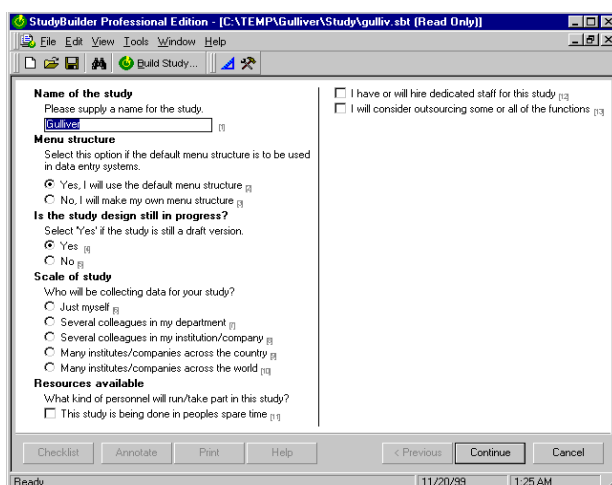 StudyBuilder Professional Edition - [C:\TEMP\Gulliver\Study\gulliv.sbt (Read Only)]
File Edit View Tools Window Help
Build Study...
Name of the study
Please supply a name for the study.
Gulliver [1]
Menu structure
Select this option if the default menu structure is to be used
in data entry systems.
Yes, I will use the default menu structure [2]
No, I will make my own menu structure [3]
Is the study design still in progress?
Select 'Yes' if the study is still a draft version.
Yes [4]
No [5]
Scale of study
Who will be collecting data for your study?
Just myself [6]
Several colleagues in my department [7]
Several colleagues in my institution/company [8]
Many institutes/companies across the country [9]
Many institutes/companies across the world [10]
Resources available
What kind of personnel will run/take part in this study?
This study is being done in peoples spare time [11]
I have or will hire dedicated staff for this study [12]
I will consider outsourcing some or all of the functions [13]
Checklist Annotate Print Help < Previous Continue Cancel
Ready 11/20/99 1:25 AM